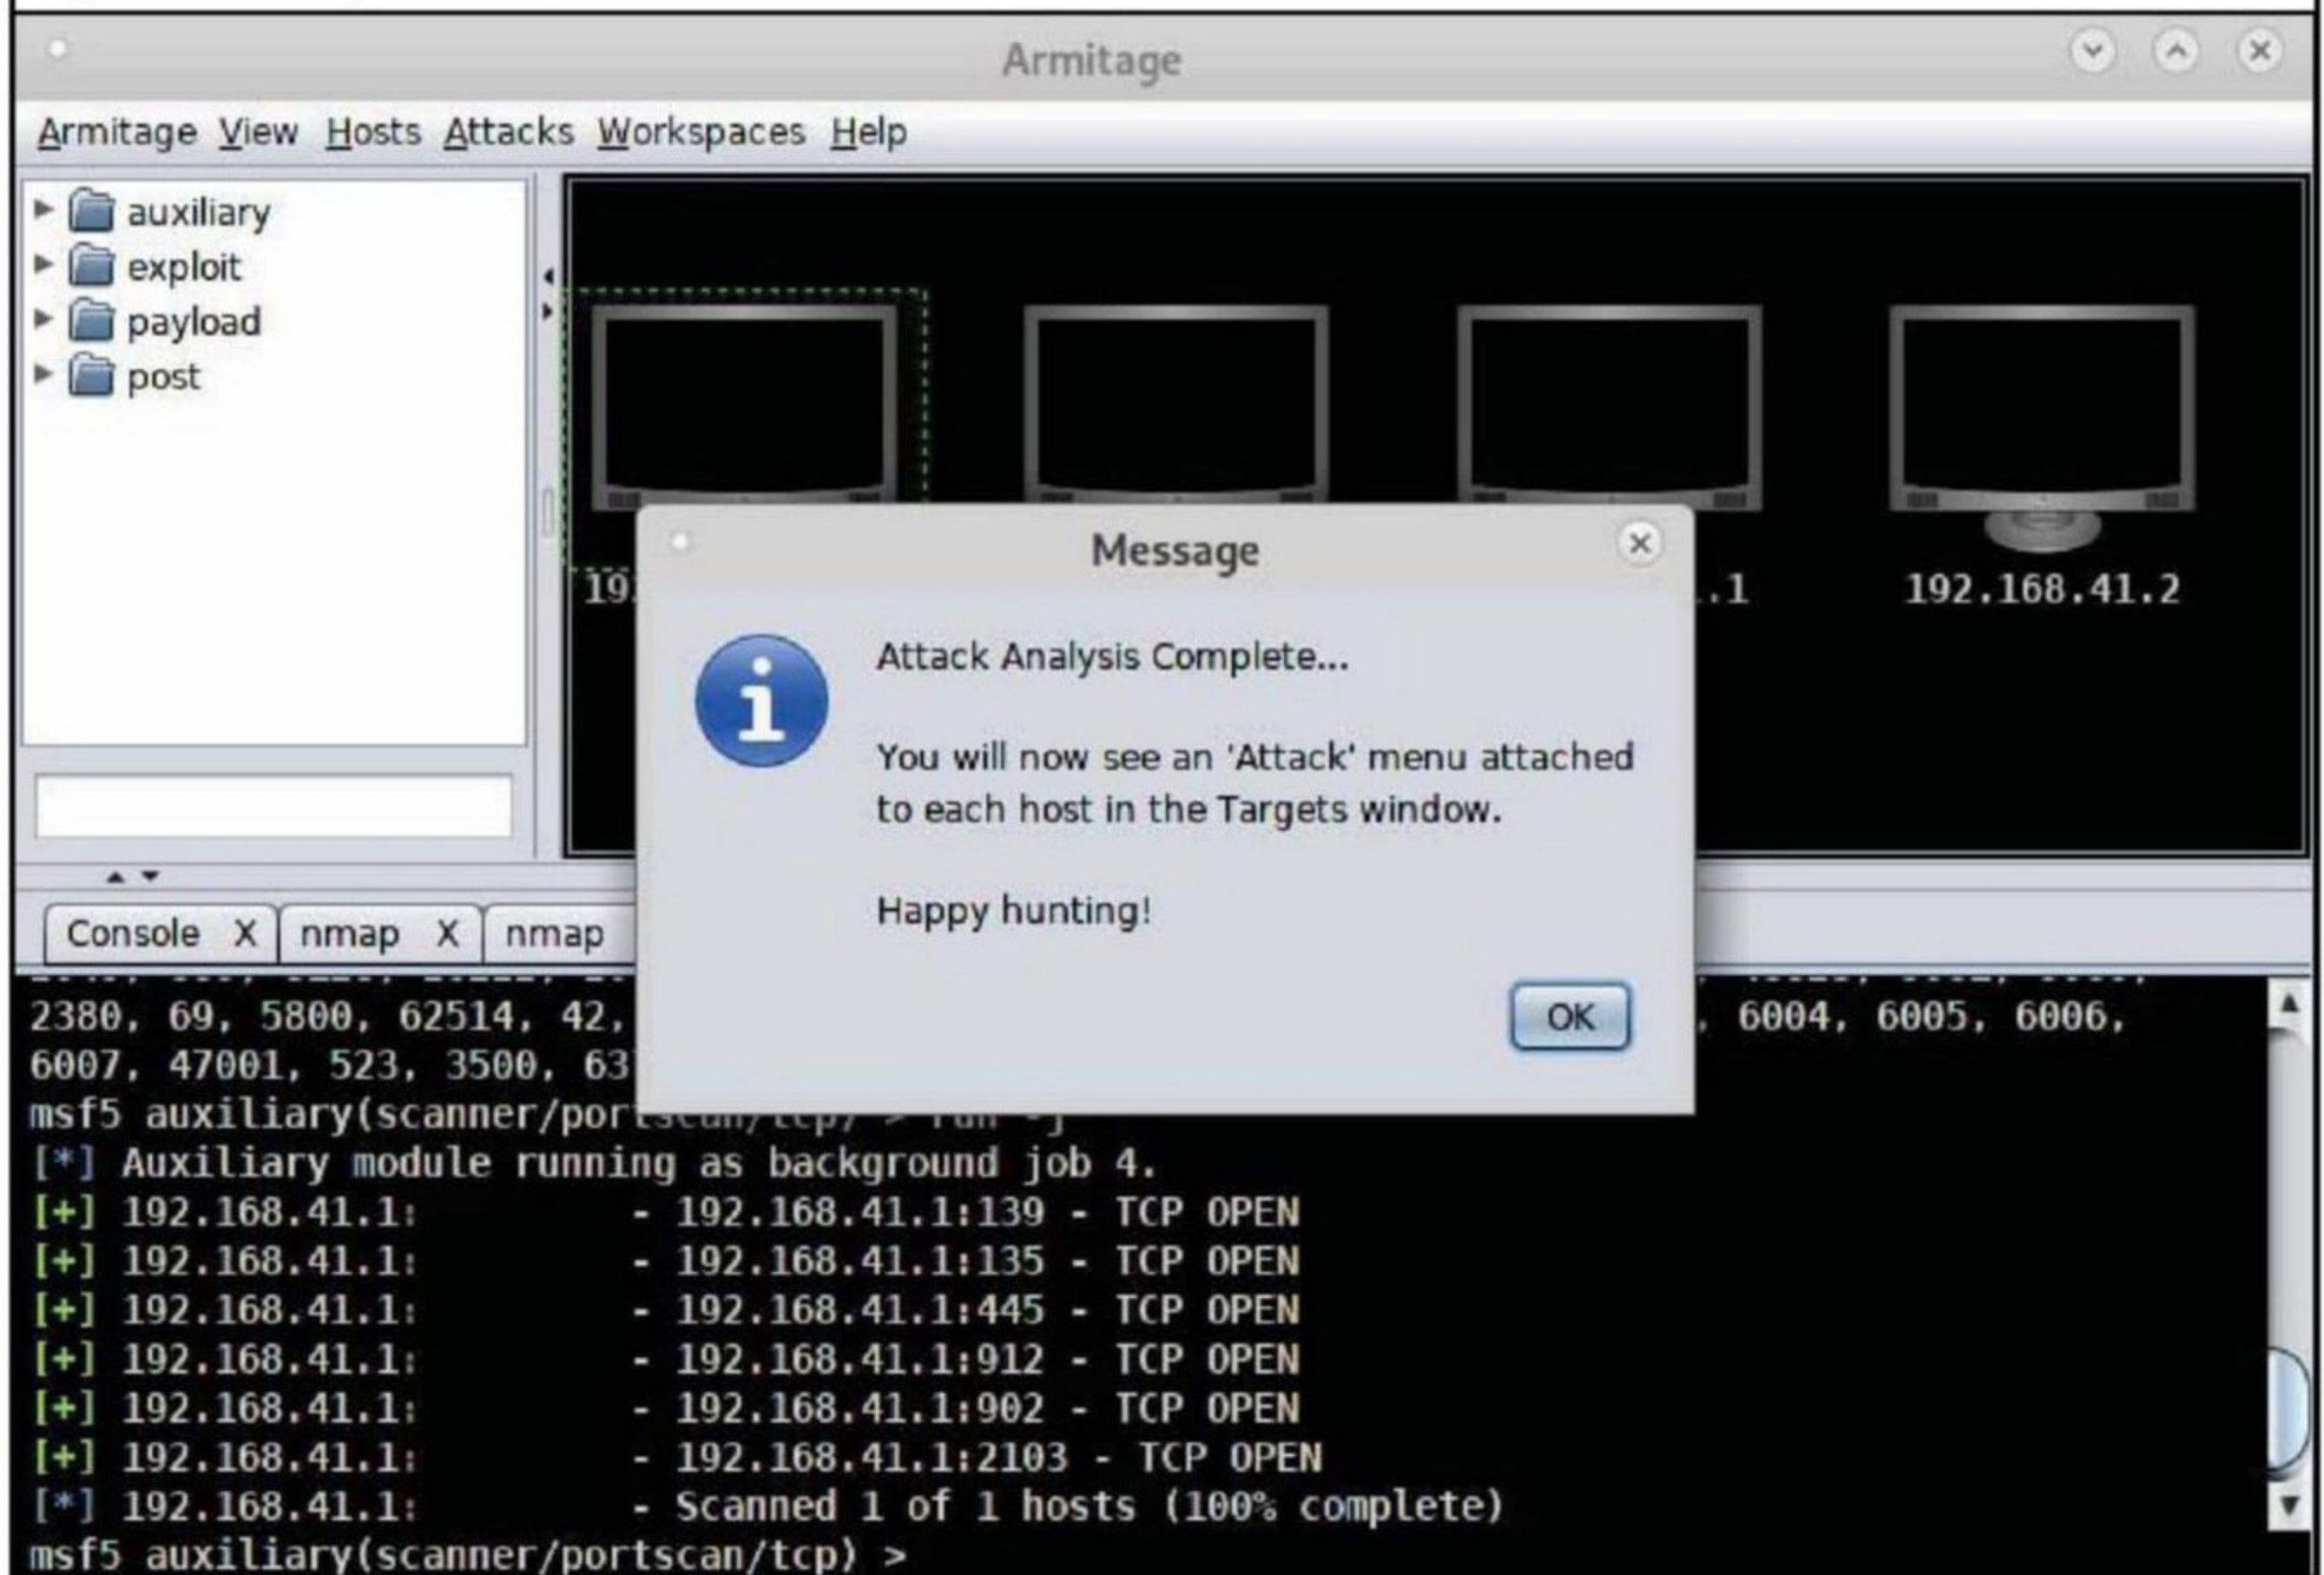 Armitage
Armitage View Hosts Attacks Workspaces Help
auxiliary
exploit
payload
post
192.168.41.2
Message
Attack Analysis Complete...
You will now see an 'Attack' menu attached
to each host in the Targets window.
Happy hunting!
OK
Console X nmap X nmap
2380, 69, 5800, 62514, 42, , 6004, 6005, 6006,
6007, 47001, 523, 3500,
msf5 auxiliary(scanner/portscan/tcp) > run -j
[*] Auxiliary module running as background job 4.
[+] 192.168.41.1: - 192.168.41.1:139 - TCP OPEN
[+] 192.168.41.1: - 192.168.41.1:135 - TCP OPEN
[+] 192.168.41.1: - 192.168.41.1:445 - TCP OPEN
[+] 192.168.41.1: - 192.168.41.1:912 - TCP OPEN
[+] 192.168.41.1: - 192.168.41.1:902 - TCP OPEN
[+] 192.168.41.1: - 192.168.41.1:2103 - TCP OPEN
[*] 192.168.41.1: - Scanned 1 of 1 hosts (100% complete)
msf5 auxiliary(scanner/portscan/tcp) >